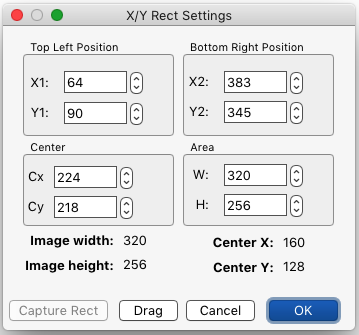 X/Y Rect Settings
Top Left Position
X1: 64
Y1: 90
Bottom Right Position
X2: 383
Y2: 345
Center
Cx 224
Cy 218
Area
W: 320
H: 256
Image width: 320
Image height: 256
Center X: 160
Center Y: 128
Capture Rect
Drag
Cancel
OK